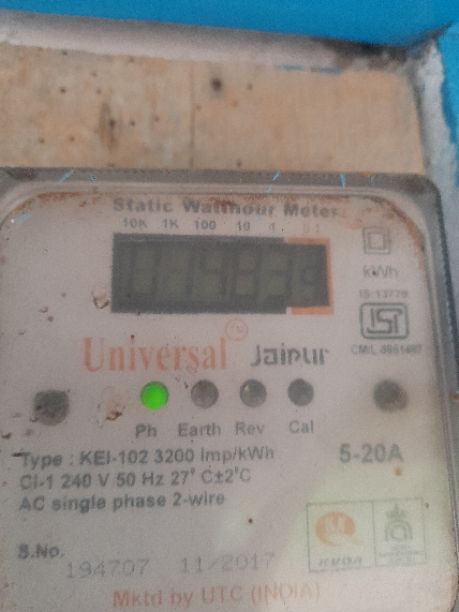 Static Watthour Meter
10K 1K 100 10 1 0.1
kWh
IS:13779
ISI
Universal TM Jaipur
Ph Earth Rev Cal
Type : KEI-102 3200 Imp/kWh
5-20A
Cl-1 240 V 50 Hz 27° C±2°C
AC single phase 2-wire
S.No.
194707 11/2017
Mktd by UTC (INDIA)